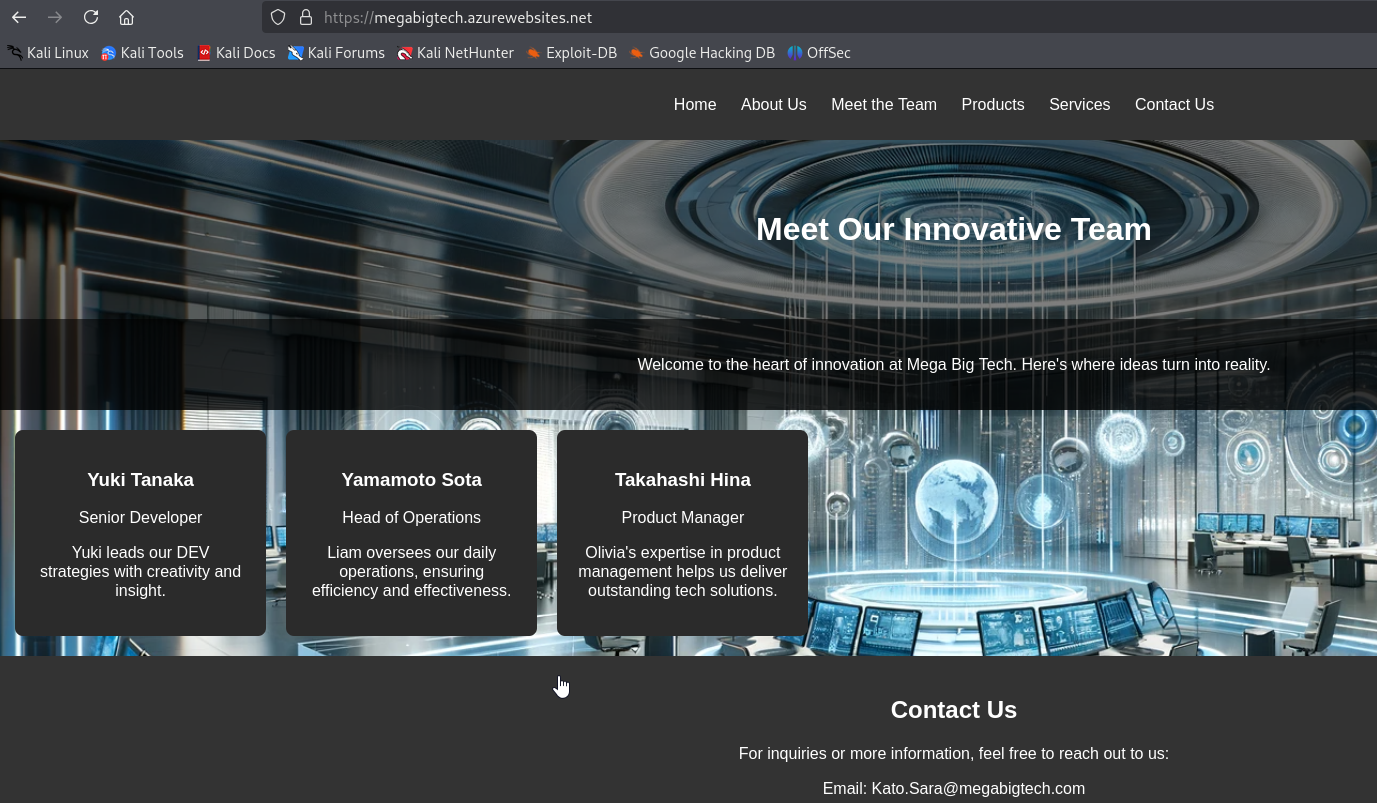 https://megabigtech.azurewebsites.net
Kali Linux Kali Tools Kali Docs Kali Forums Kali NetHunter Exploit-DB Google Hacking DB OffSec
Home About Us Meet the Team Products Services Contact Us
Meet Our Innovative Team
Welcome to the heart of innovation at Mega Big Tech. Here's where ideas turn into reality.
Yuki Tanaka
Senior Developer
Yuki leads our DEV
strategies with creativity and
insight.
Yamamoto Sota
Head of Operations
Liam oversees our daily
operations, ensuring
efficiency and effectiveness.
Takahashi Hina
Product Manager
Olivia's expertise in product
management helps us deliver
outstanding tech solutions.
Contact Us
For inquiries or more information, feel free to reach out to us:
Email: Kato.Sara@megabigtech.com